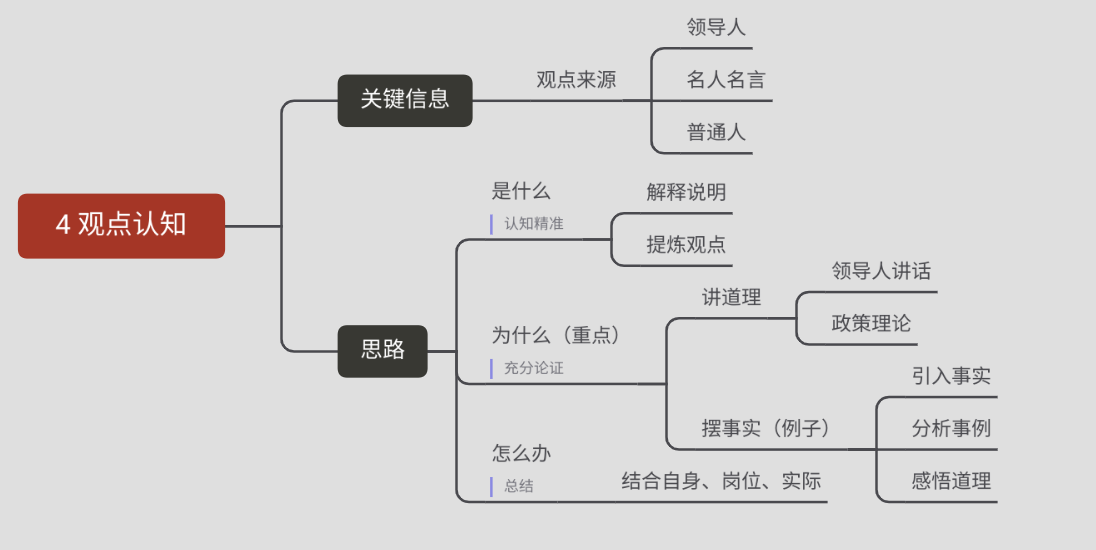 4 观点认知
关键信息
观点来源
领导人
名人名言
普通人
思路
是什么
认知精准
解释说明
提炼观点
为什么（重点）
充分论证
讲道理
领导人讲话
政策理论
摆事实（例子）
引入事实
分析事例
感悟道理
怎么办
总结
结合自身、岗位、实际